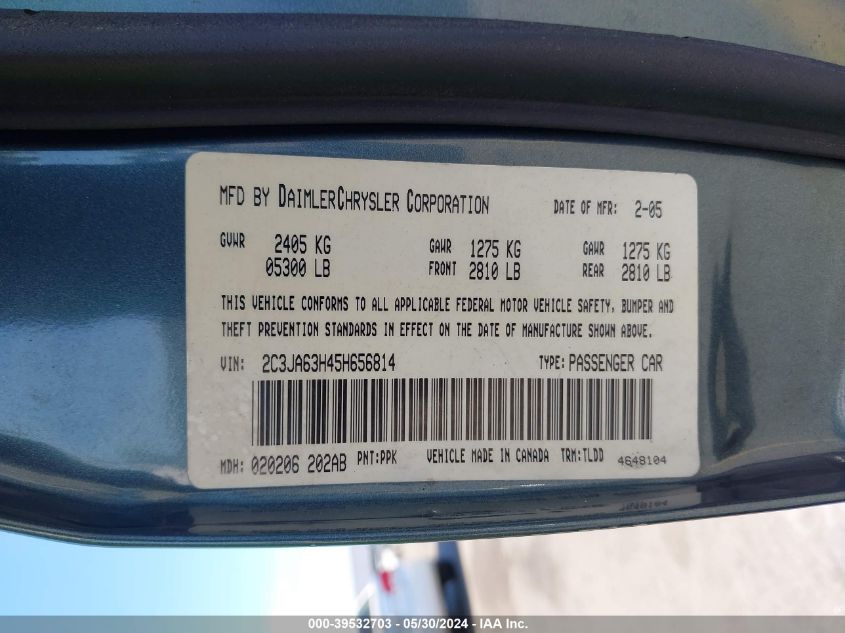 MFD BY DAIMLERCHRYSLER CORPORATION DATE OF MFR: 2-05
GVWR 2405 KG GAWR 1275 KG GAWR 1275 KG
05300 LB FRONT 2810 LB REAR 2810 LB
THIS VEHICLE CONFORMS TO ALL APPLICABLE FEDERAL MOTOR VEHICLE SAFETY, BUMPER AND
THEFT PREVENTION STANDARDS IN EFFECT ON THE DATE OF MANUFACTURE SHOWN ABOVE.
VIN: 2C3JA63H45H656814 TYPE: PASSENGER CAR
MDH: 020206 202AB PNT: PPK VEHICLE MADE IN CANADA TRM: TLDD 4648104
000-39532703 - 05/30/2024 - IAA Inc.